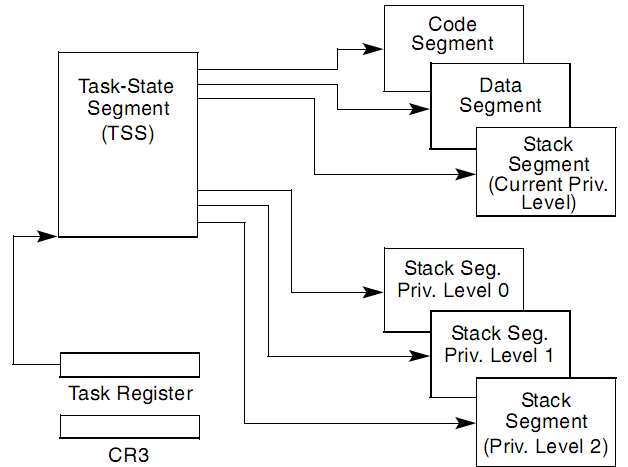 Task-State
Segment
(TSS)
Code
Segment
Data
Segment
Stack
Segment
(Current Priv.
Level)
Stack Seg.
Priv. Level 0
Stack Seg.
Priv. Level 1
Stack
Segment
(Priv. Level 2)
Task Register
CR3